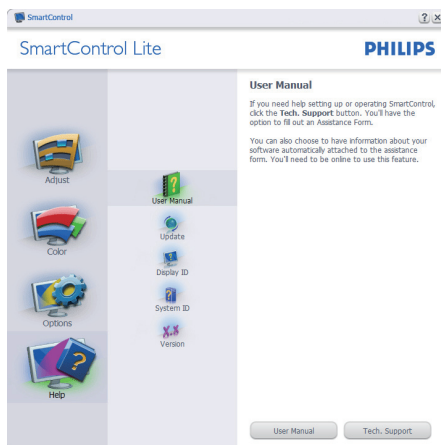 SmartControl
SmartControl Lite
PHILIPS
Adjust
Color
Options
Help
User Manual
Update
Display ID
System ID
X.X
Version
User Manual
If you need help setting up or operating SmartControl,
click the Tech. Support button. You'll have the
option to fill out an Assistance Form.
You can also choose to have information about your
software automatically attached to the assistance
form. You'll need to be online to use this feature.
User Manual
Tech. Support